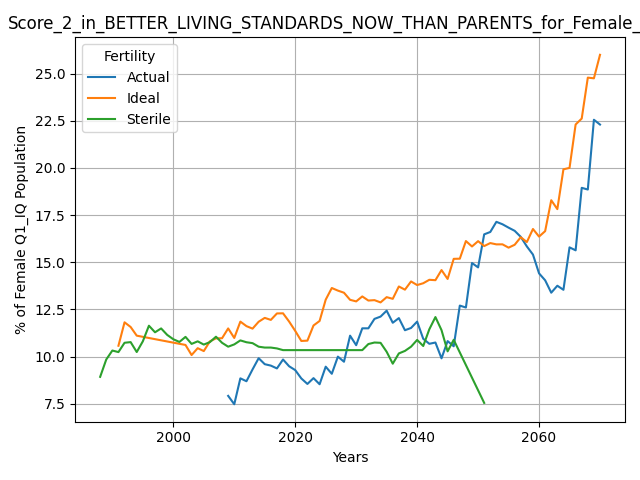 Score_2_in_BETTER_LIVING_STANDARDS_NOW_THAN_PARENTS_for_Female_
Fertility
Actual
Ideal
Sterile
% of Female Q1_IQ Population
25.0
22.5
20.0
17.5
15.0
12.5
10.0
7.5
2000
2020
2040
2060
Years